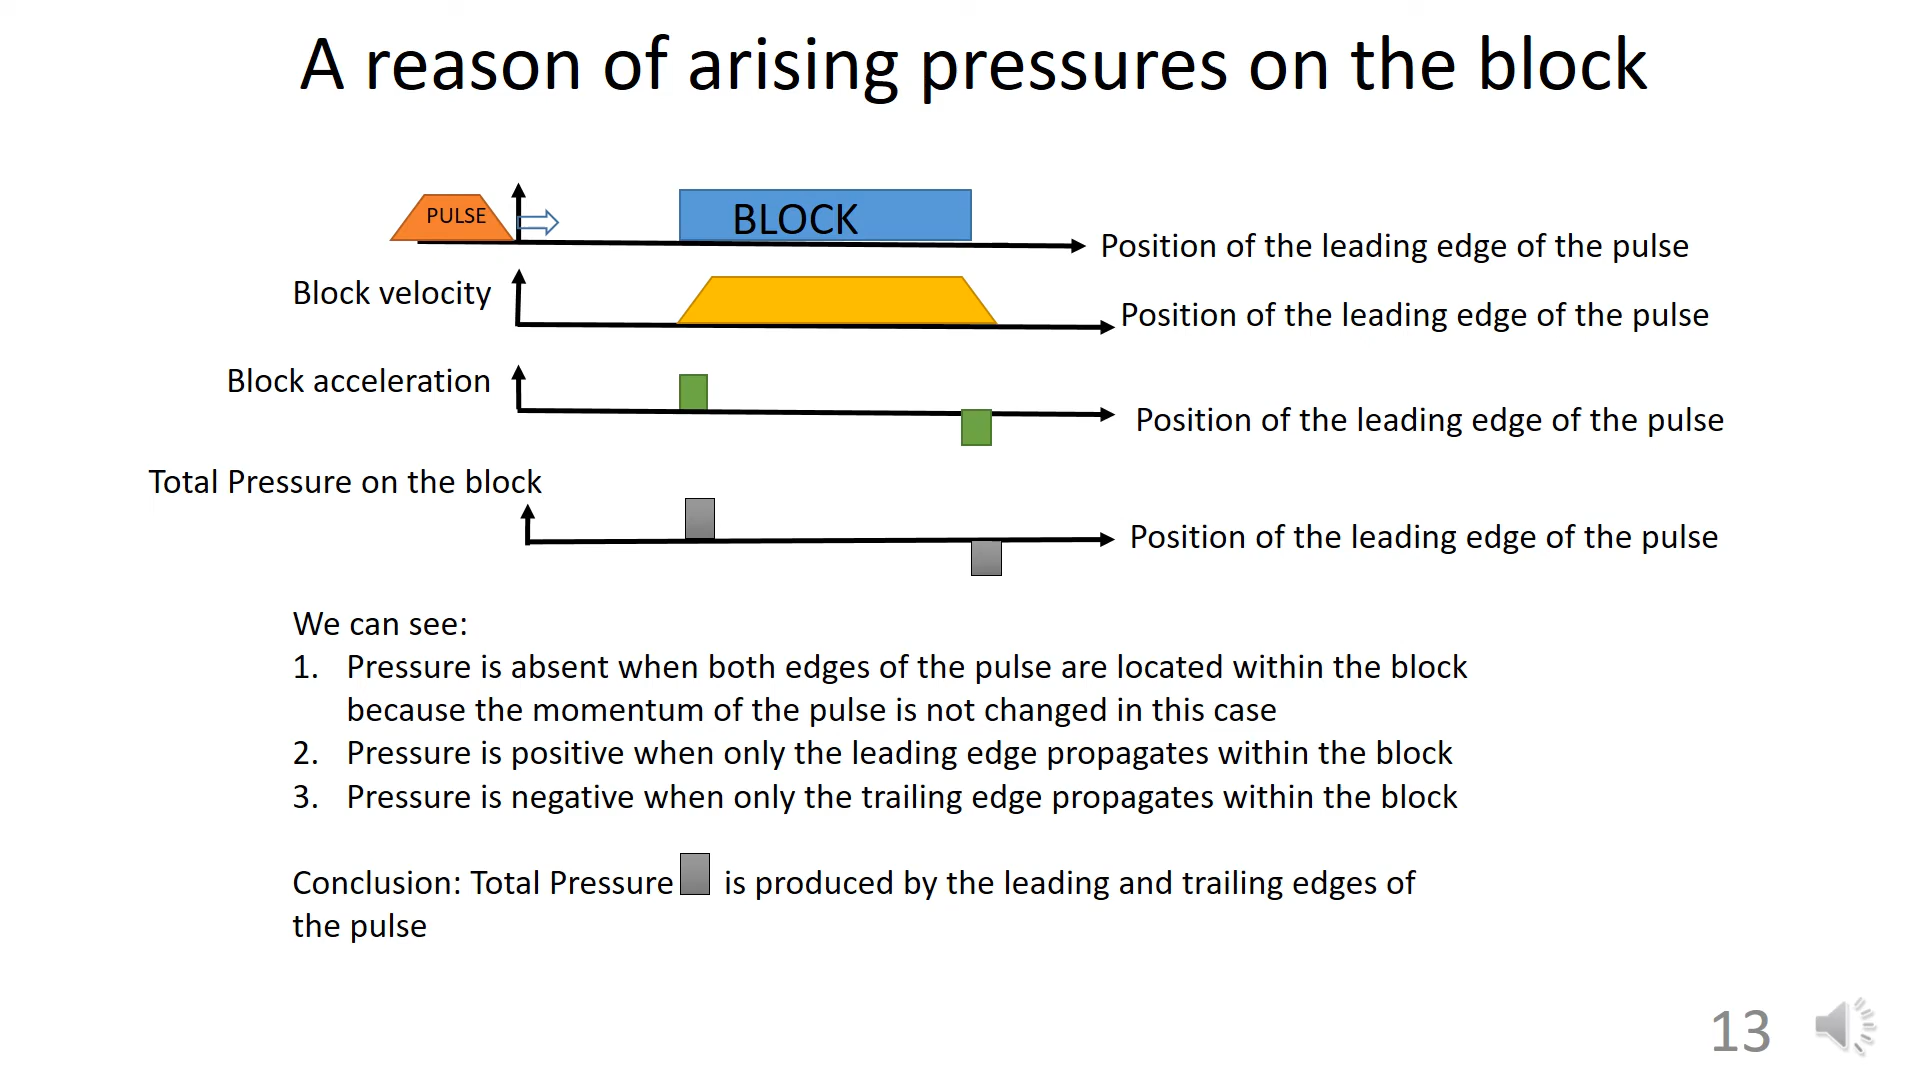 A reason of arising pressures on the block
PULSE
BLOCK
Position of the leading edge of the pulse
Block velocity
Position of the leading edge of the pulse
Block acceleration
Position of the leading edge of the pulse
Total Pressure on the block
Position of the leading edge of the pulse
We can see:
1. Pressure is absent when both edges of the pulse are located within the block
because the momentum of the pulse is not changed in this case
2. Pressure is positive when only the leading edge propagates within the block
3. Pressure is negative when only the trailing edge propagates within the block
Conclusion: Total Pressure is produced by the leading and trailing edges of
the pulse
13